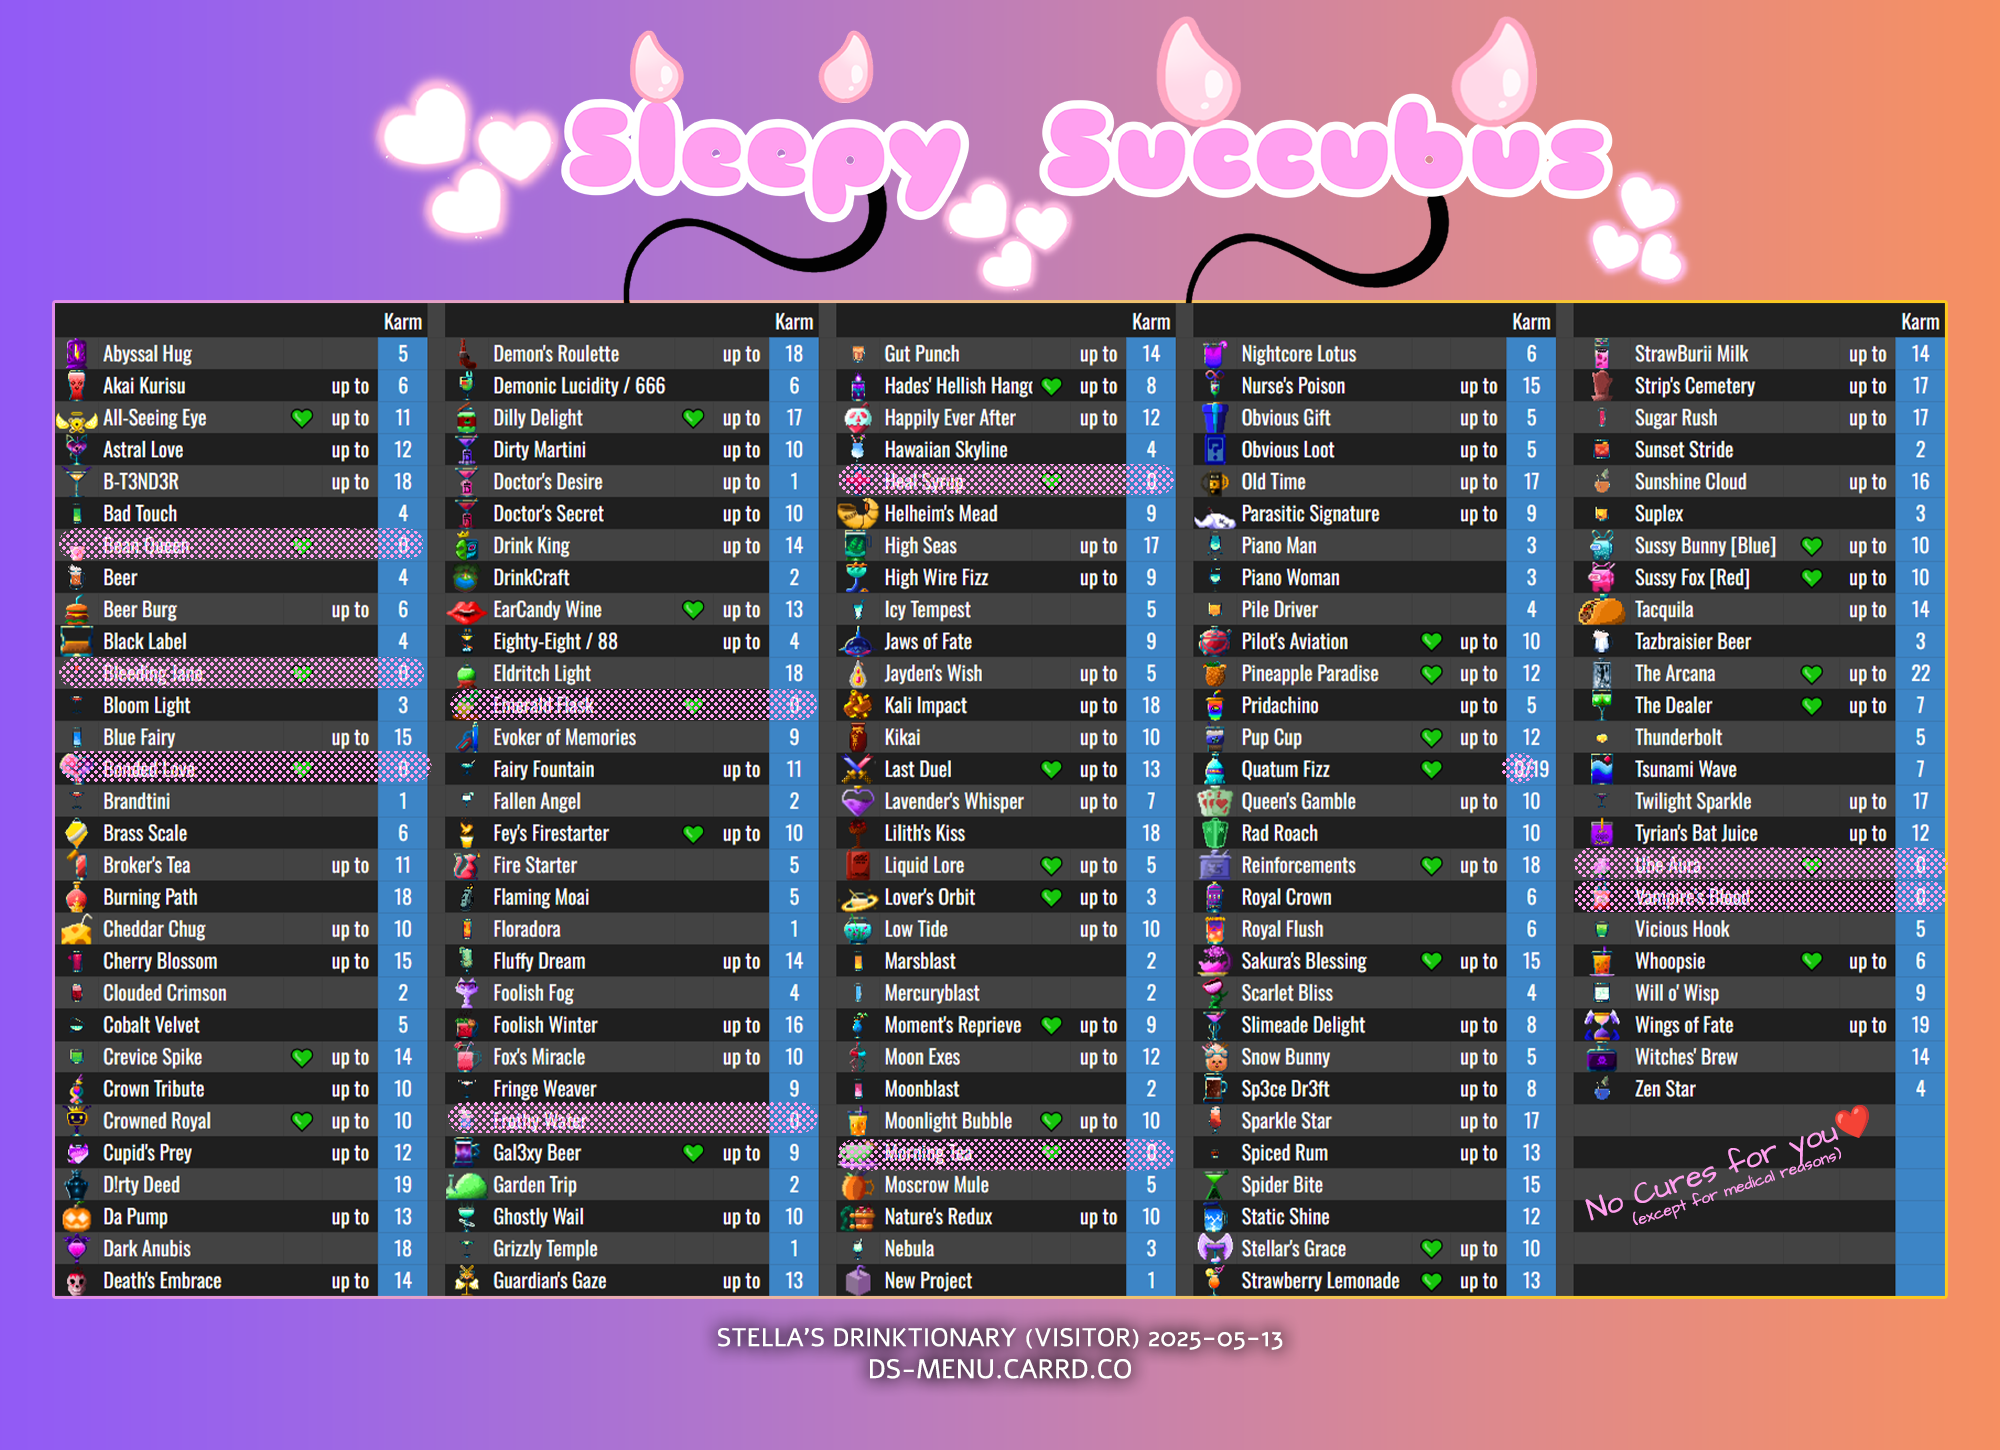 Sleepy Succubus
Karm
Abyssal Hug 5
Akai Kurisu up to 6
All-Seeing Eye up to 11
Astral Love up to 12
B-T3ND3R up to 18
Bad Touch 4
Bean Queen 0
Beer 4
Beer Burg up to 6
Black Label 4
Bleeding Jane 0
Bloom Light 3
Blue Fairy up to 15
Bonded Love 0
Brandtini 1
Brass Scale 6
Broker's Tea up to 11
Burning Path 18
Cheddar Chug up to 10
Cherry Blossom up to 15
Clouded Crimson 2
Cobalt Velvet 5
Crevice Spike up to 14
Crown Tribute up to 10
Crowned Royal up to 10
Cupid's Prey up to 12
D!rty Deed 19
Da Pump up to 13
Dark Anubis 18
Death's Embrace up to 14
Karm
Demon's Roulette up to 18
Demonic Lucidity / 666 6
Dilly Delight up to 17
Dirty Martini up to 10
Doctor's Desire up to 1
Doctor's Secret up to 10
Drink King up to 14
DrinkCraft 2
EarCandy Wine up to 13
Eighty-Eight / 88 up to 4
Eldritch Light 18
Emerald Flask 0
Evoker of Memories 9
Fairy Fountain up to 11
Fallen Angel 2
Fey's Firestarter up to 10
Fire Starter 5
Flaming Moai 5
Floradora 1
Fluffy Dream up to 14
Foolish Fog 4
Foolish Winter up to 16
Fox's Miracle up to 10
Fringe Weaver 9
Frothy Water 0
Gal3xy Beer up to 9
Garden Trip 2
Ghostly Wail up to 10
Grizzly Temple 1
Guardian's Gaze up to 13
Karm
Gut Punch up to 14
Hades' Hellish Hang up to 8
Happily Ever After up to 12
Hawaiian Skyline 4
Heal Syrup 0
Helheim's Mead 9
High Seas up to 17
High Wire Fizz up to 9
Icy Tempest 5
Jaws of Fate 9
Jayden's Wish up to 5
Kali Impact up to 18
Kikai up to 10
Last Duel up to 13
Lavender's Whisper up to 7
Lilith's Kiss 18
Liquid Lore up to 5
Lover's Orbit up to 3
Low Tide up to 10
Marsblast 2
Mercuryblast 2
Moment's Reprieve up to 9
Moon Exes up to 12
Moonblast 2
Moonlight Bubble up to 10
Morning Tea 0
Moscrow Mule 5
Nature's Redux up to 10
Nebula 3
New Project 1
Karm
Nightcore Lotus 6
Nurse's Poison up to 15
Obvious Gift up to 5
Obvious Loot up to 5
Old Time up to 17
Parasitic Signature up to 9
Piano Man 3
Piano Woman 3
Pile Driver 4
Pilot's Aviation up to 10
Pineapple Paradise up to 12
Pridachino up to 5
Pup Cup up to 12
Quatum Fizz 0/19
Queen's Gamble up to 10
Rad Roach 10
Reinforcements up to 18
Royal Crown 6
Royal Flush 6
Sakura's Blessing up to 15
Scarlet Bliss 4
Slimeade Delight up to 8
Snow Bunny up to 5
Sp3ce Dr3ft up to 8
Sparkle Star up to 17
Spiced Rum up to 13
Spider Bite 15
Static Shine 12
Stellar's Grace up to 10
Strawberry Lemonade up to 13
Karm
StrawBurii Milk up to 14
Strip's Cemetery up to 17
Sugar Rush up to 17
Sunset Stride 2
Sunshine Cloud up to 16
Suplex 3
Sussy Bunny [Blue] up to 10
Sussy Fox [Red] up to 10
Tacquila up to 14
Tazbraisier Beer 3
The Arcana up to 22
The Dealer up to 7
Thunderbolt 5
Tsunami Wave 7
Twilight Sparkle up to 17
Tyrian's Bat Juice up to 12
Ube Aura 0
Vampire's Blood 0
Vicious Hook 5
Whoopsie up to 6
Will o' Wisp 9
Wings of Fate up to 19
Witches' Brew 14
Zen Star 4
No Cures for you
(except for medical reasons)
STELLA'S DRINKTIONARY (VISITOR) 2025-05-13
DS-MENU.CARRD.CO